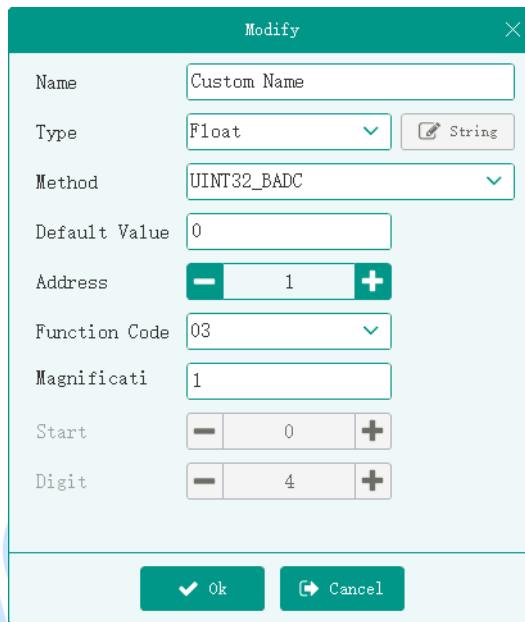 Modify
Name Custom Name
Type Float String
Method UINT32_BADC
Default Value 0
Address 1
Function Code 03
Magnificati 1
Start 0
Digit 4
Ok Cancel